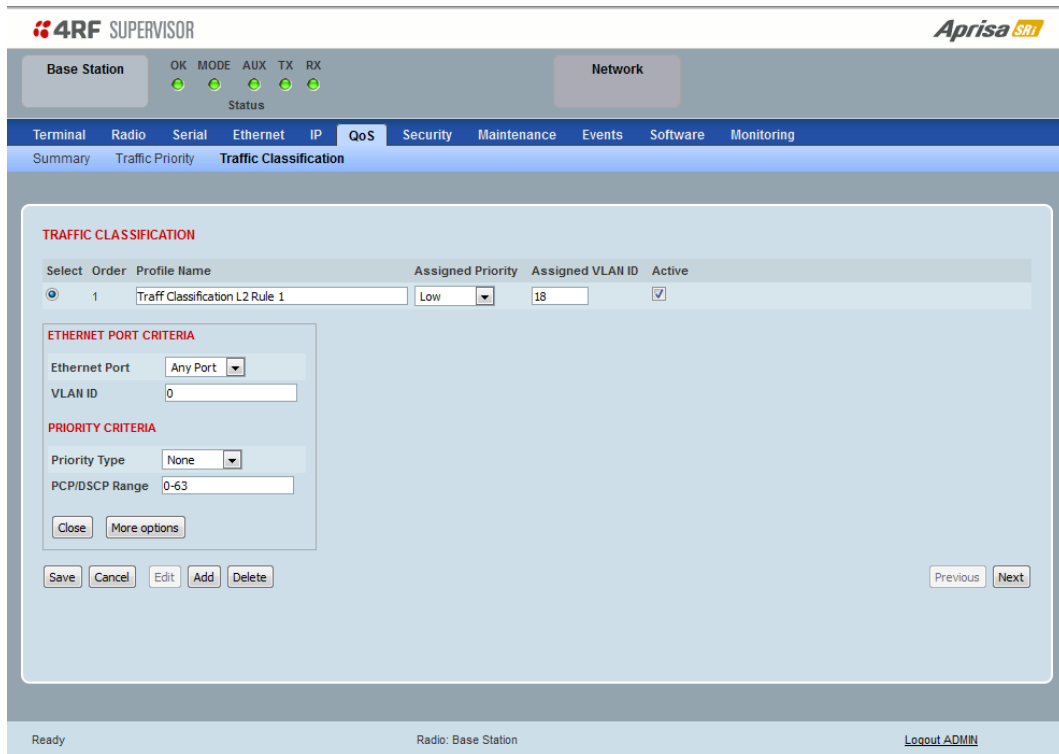 4RF SUPERVISOR
Aprisa SRi
Base Station
OK MODE AUX TX RX
Status
Network
Terminal Radio Serial Ethernet IP QoS Security Maintenance Events Software Monitoring
Summary Traffic Priority Traffic Classification
TRAFFIC CLASSIFICATION
Select Order Profile Name Assigned Priority Assigned VLAN ID Active
1 Traff Classification L2 Rule 1 Low 18
ETHERNET PORT CRITERIA
Ethernet Port Any Port
VLAN ID 0
PRIORITY CRITERIA
Priority Type None
PCP/DSCP Range 0-63
Close More options
Save Cancel Edit Add Delete Previous Next
Ready Radio: Base Station Logout ADMIN